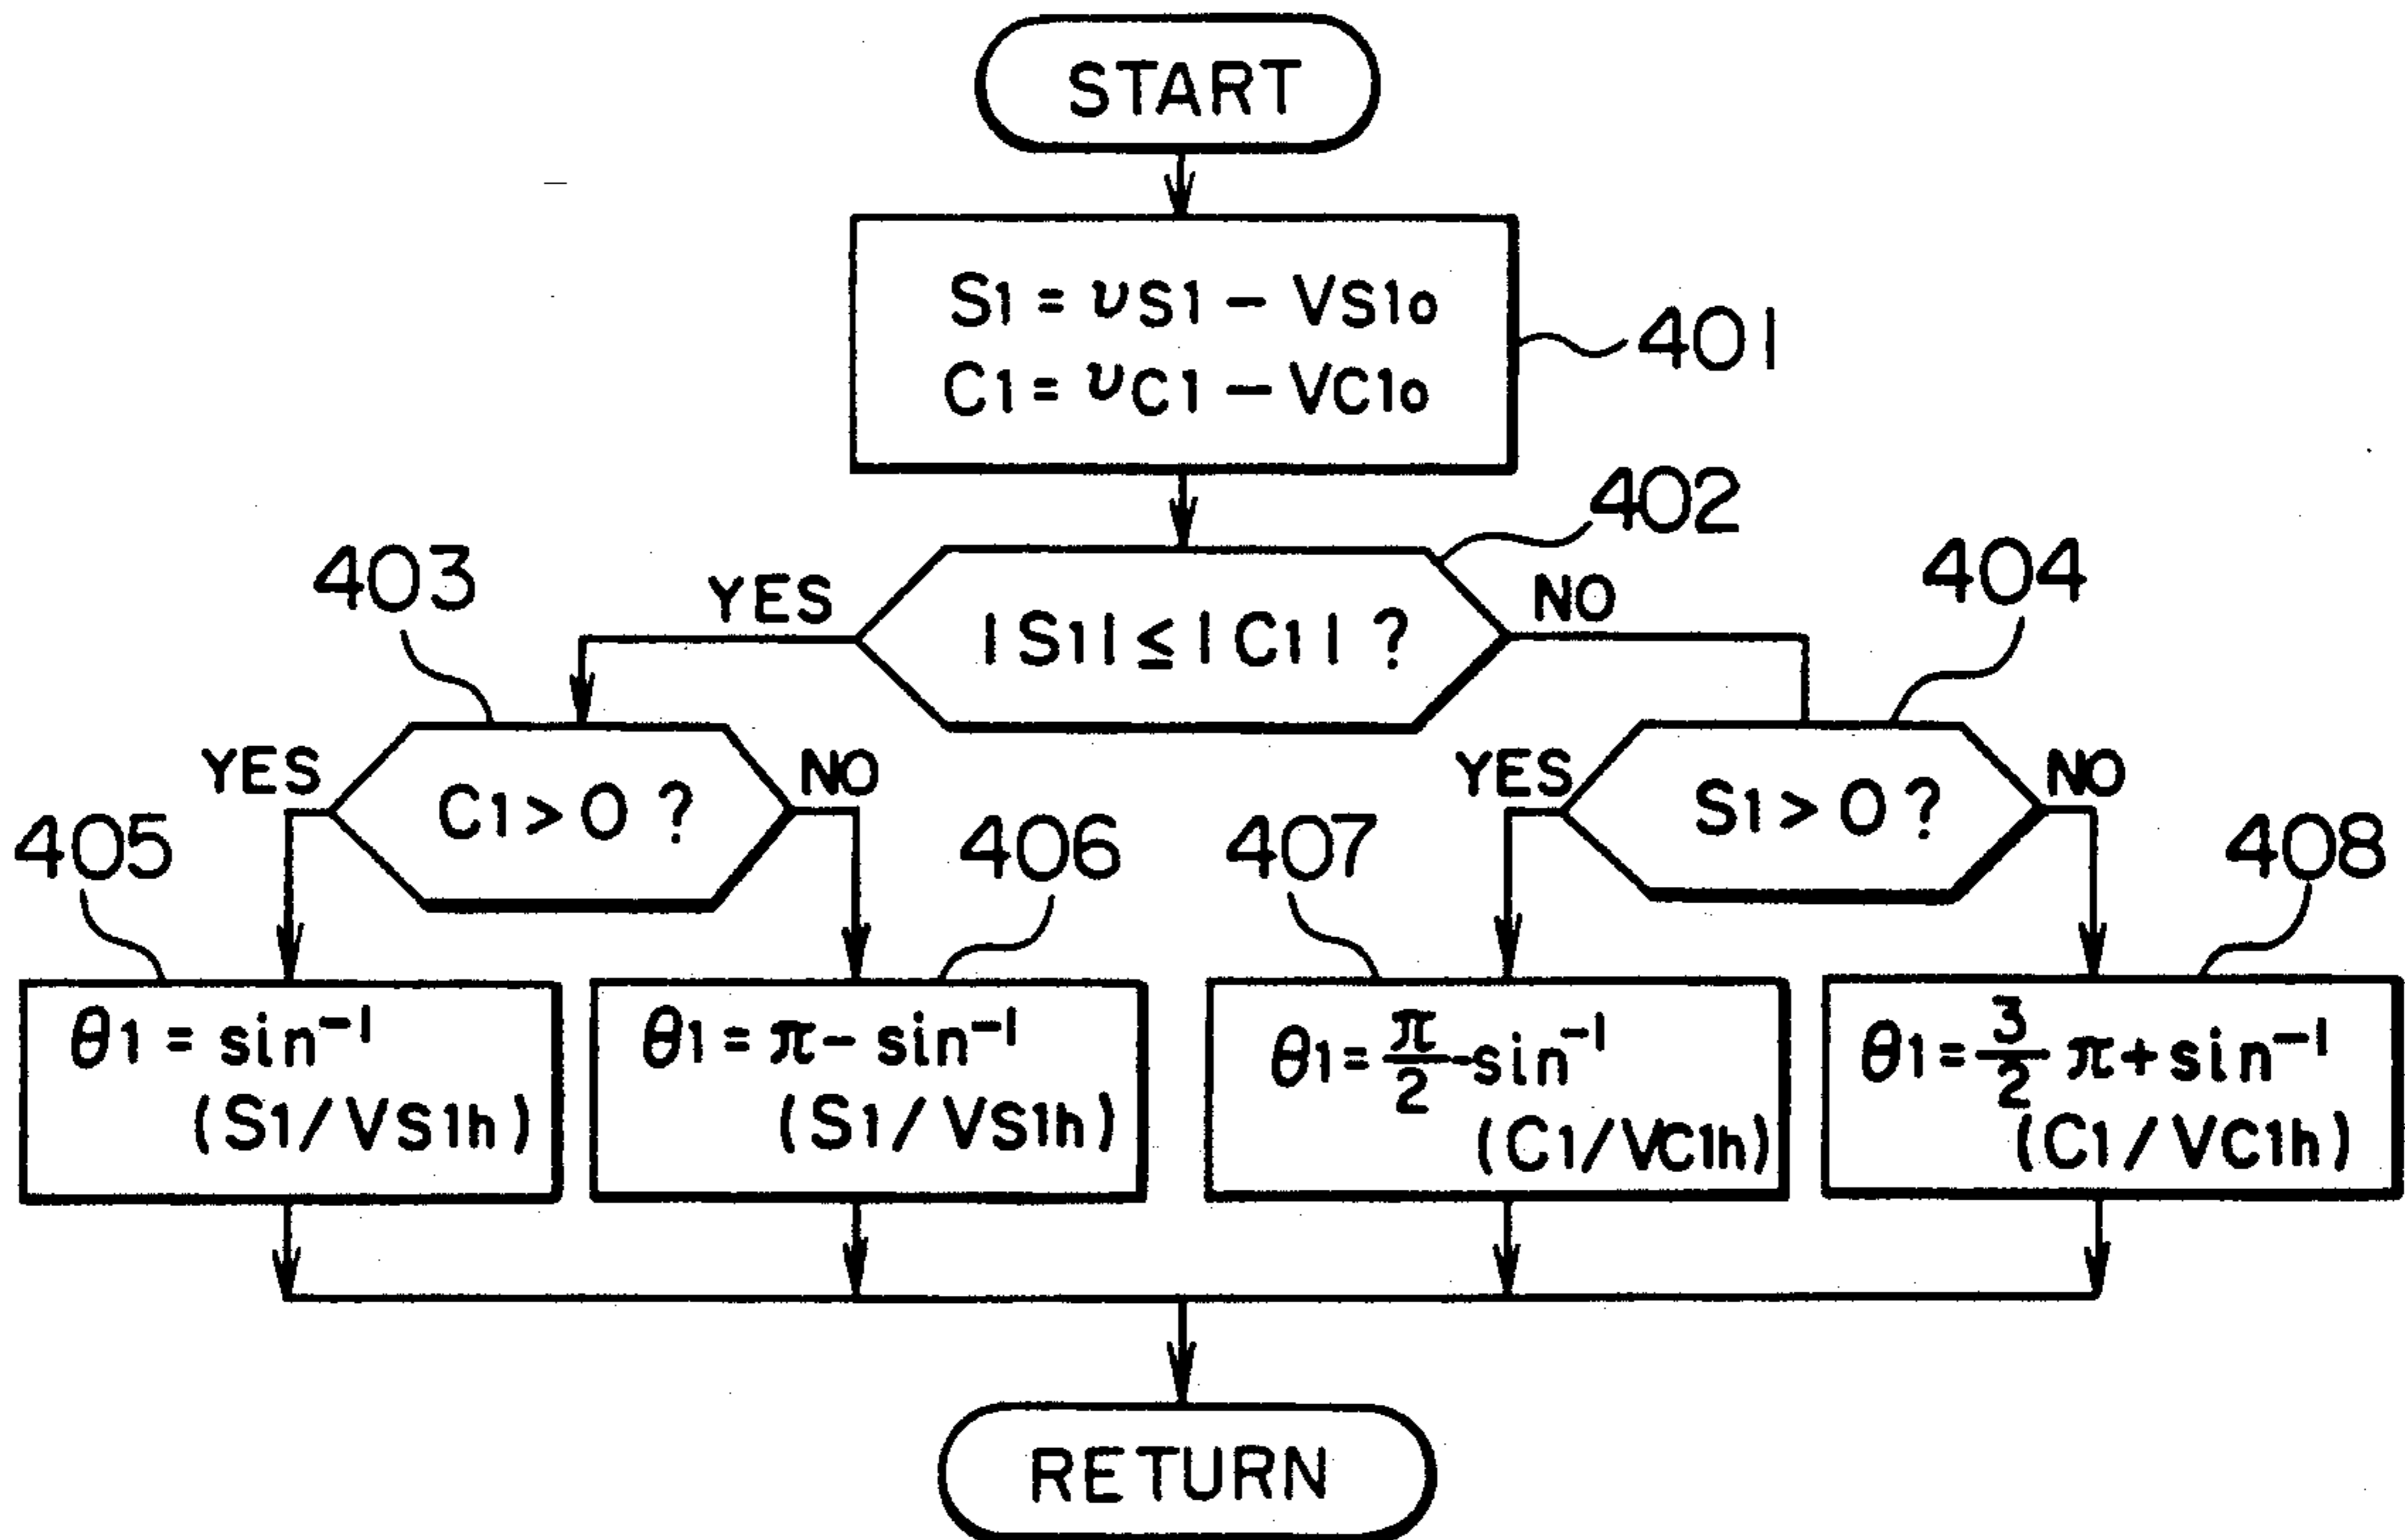 START
S1 = υS1 − VS1o
C1 = υC1 − VC1o
401
402
403
YES
|S1| ≤ |C1| ?
NO
404
YES
C1 > 0 ?
NO
YES
S1 > 0 ?
NO
405
406
407
408
θ1 = sin⁻¹
(S1/VS1h)
θ1 = π − sin⁻¹
(S1/VS1h)
θ1 = π/2 − sin⁻¹
(C1/VC1h)
θ1 = 3/2 π + sin⁻¹
(C1/VC1h)
RETURN